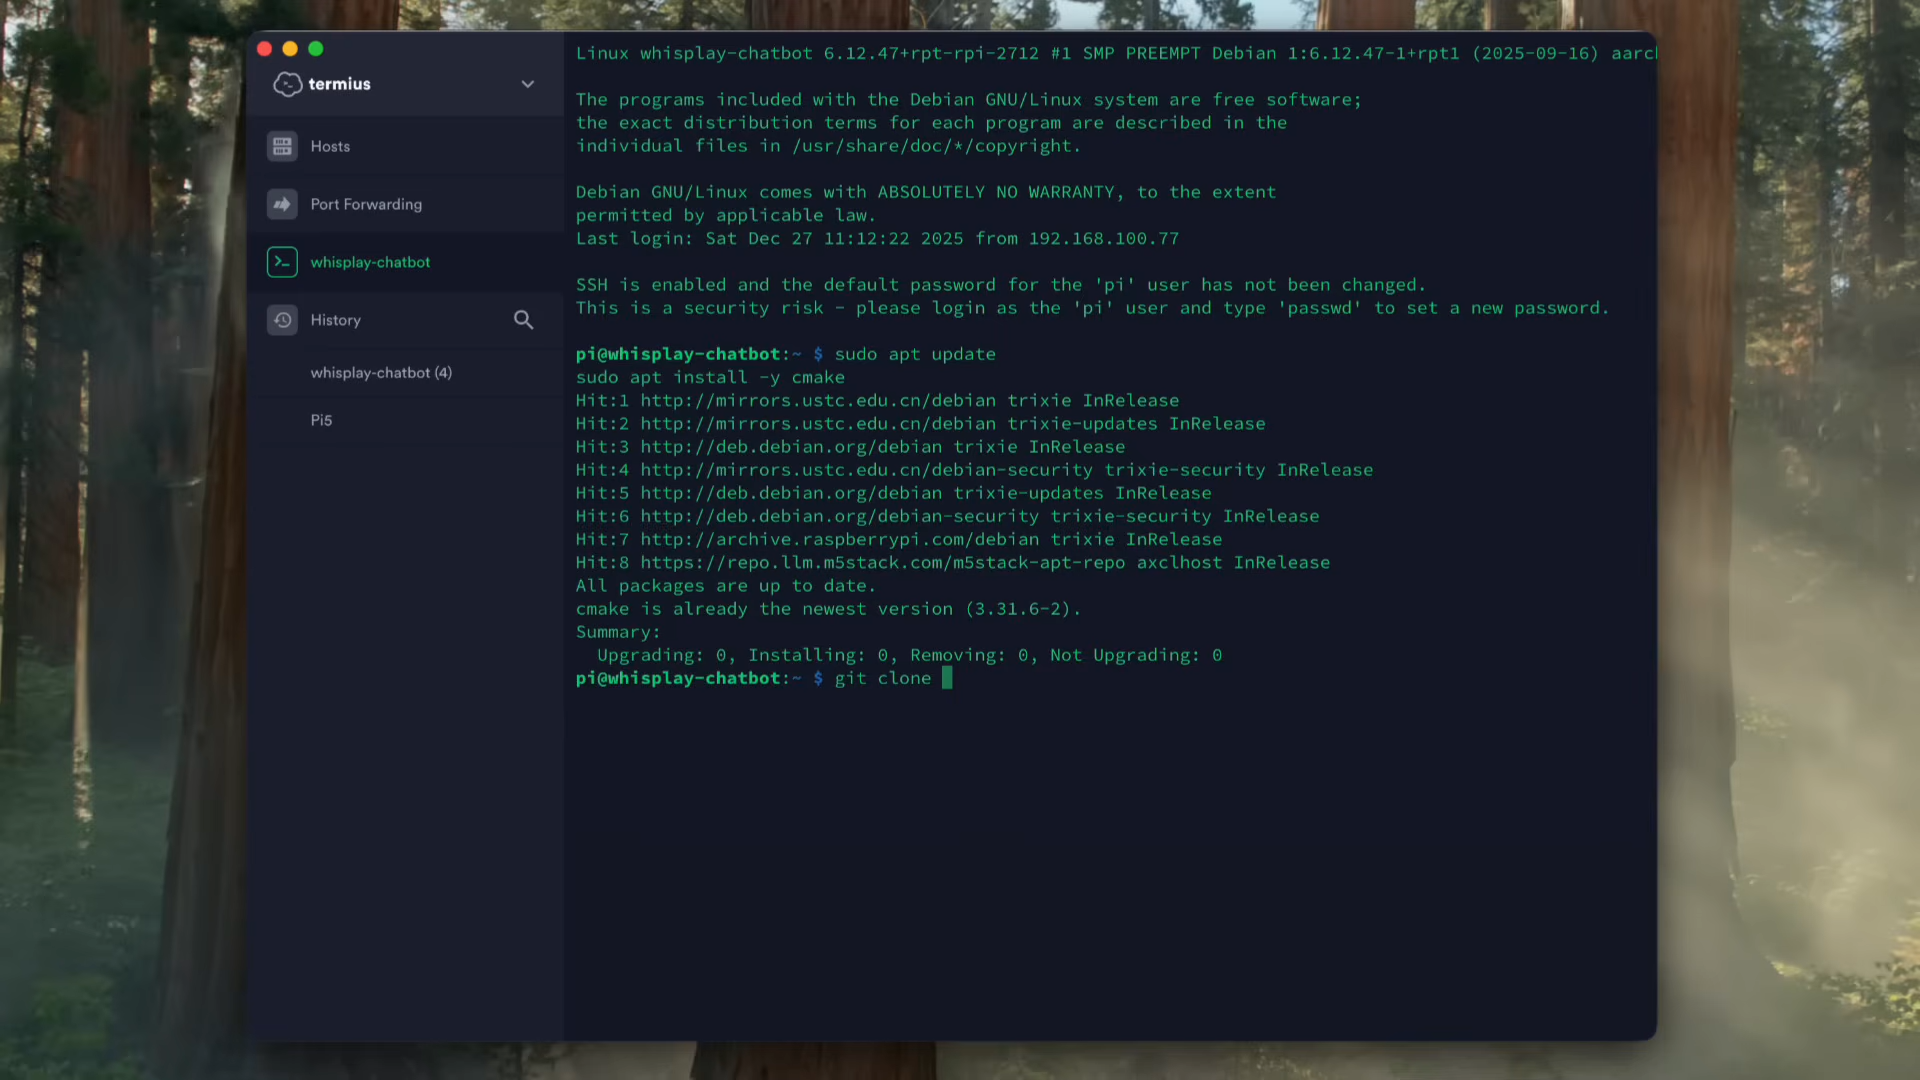 termius
Hosts
Port Forwarding
whisplay-chatbot
History
whisplay-chatbot (4)
Pi5
Linux whisplay-chatbot 6.12.47+rpt-rpi-2712 #1 SMP PREEMPT Debian 1:6.12.47-1+rpt1 (2025-09-16) aarc
The programs included with the Debian GNU/Linux system are free software;
the exact distribution terms for each program are described in the
individual files in /usr/share/doc/*/copyright.
Debian GNU/Linux comes with ABSOLUTELY NO WARRANTY, to the extent
permitted by applicable law.
Last login: Sat Dec 27 11:12:22 2025 from 192.168.100.77
SSH is enabled and the default password for the 'pi' user has not been changed.
This is a security risk - please login as the 'pi' user and type 'passwd' to set a new password.
pi@whisplay-chatbot:~ $ sudo apt update
sudo apt install -y cmake
Hit:1 http://mirrors.ustc.edu.cn/debian trixie InRelease
Hit:2 http://mirrors.ustc.edu.cn/debian trixie-updates InRelease
Hit:3 http://deb.debian.org/debian trixie InRelease
Hit:4 http://mirrors.ustc.edu.cn/debian-security trixie-security InRelease
Hit:5 http://deb.debian.org/debian trixie-updates InRelease
Hit:6 http://deb.debian.org/debian-security trixie-security InRelease
Hit:7 http://archive.raspberrypi.com/debian trixie InRelease
Hit:8 https://repo.llm.m5stack.com/m5stack-apt-repo axclhost InRelease
All packages are up to date.
cmake is already the newest version (3.31.6-2).
Summary:
  Upgrading: 0, Installing: 0, Removing: 0, Not Upgrading: 0
pi@whisplay-chatbot:~ $ git clone